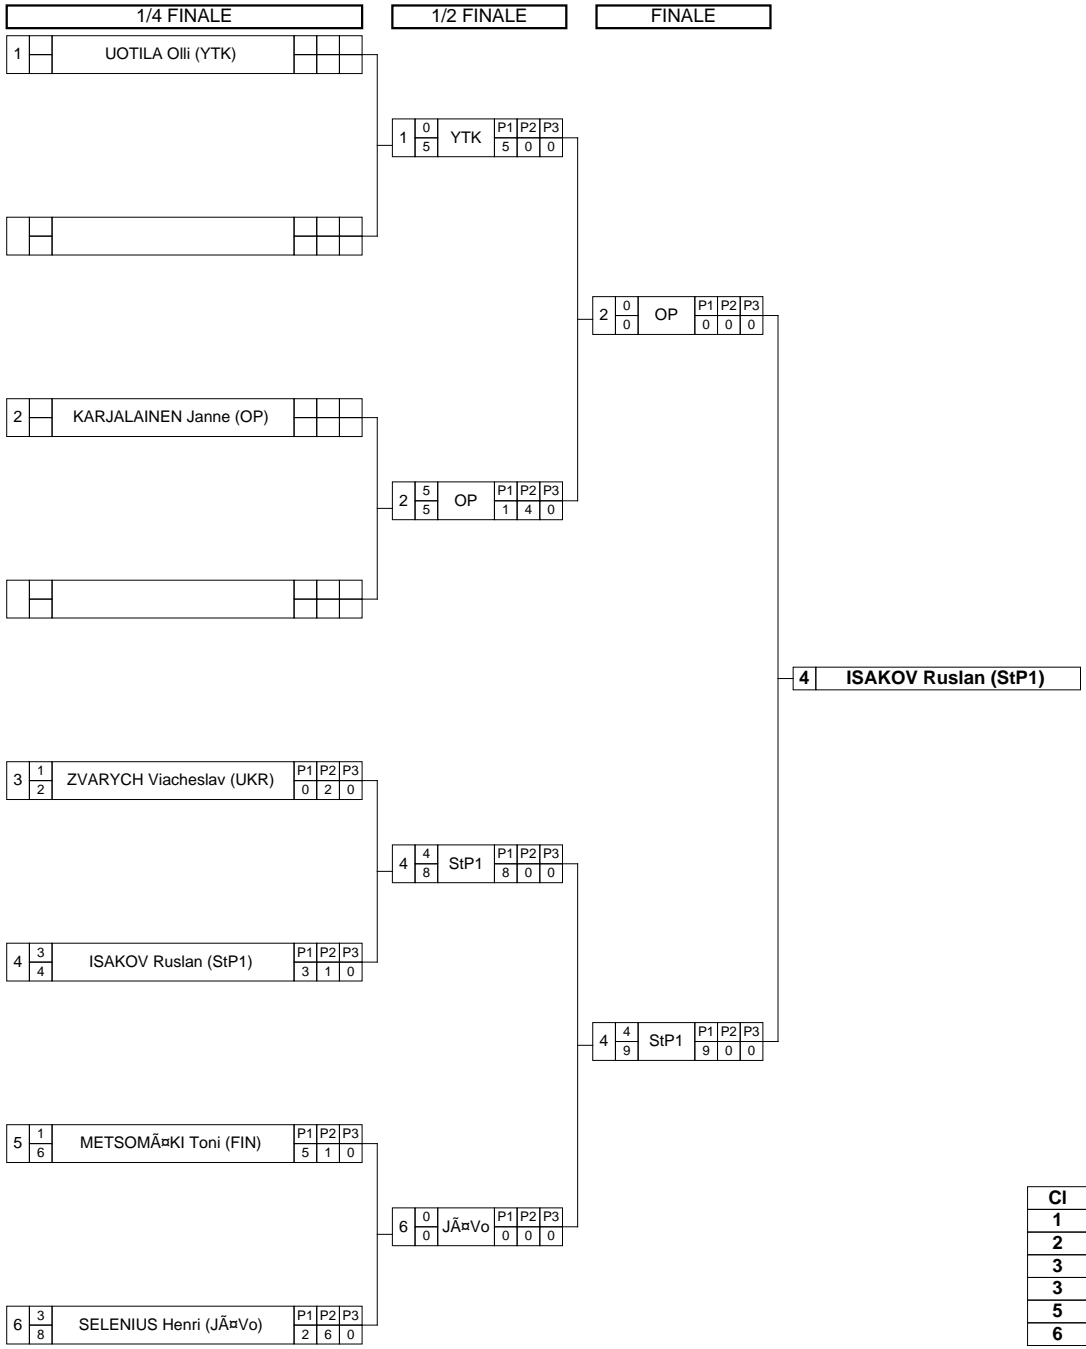 1/4 FINALE 1/2 FINALE FINALE
1 UOTILA Olli (YTK)
1 0 5 YTK P1 P2 P3 5 0 0
2 0 0 OP P1 P2 P3 0 0 0
2 KARJALAINEN Janne (OP)
2 5 5 OP P1 P2 P3 1 4 0
4 ISAKOV Ruslan (StP1)
3 1 2 ZVARYCH Viacheslav (UKR) P1 P2 P3 0 2 0
4 4 8 StP1 P1 P2 P3 8 0 0
4 3 4 ISAKOV Ruslan (StP1) P1 P2 P3 3 1 0
4 4 9 StP1 P1 P2 P3 9 0 0
5 1 6 METSOMÃ¤KI Toni (FIN) P1 P2 P3 5 1 0
6 0 0 JÃ¤Vo P1 P2 P3 0 0 0
6 3 8 SELENIUS Henri (JÃ¤Vo) P1 P2 P3 2 6 0
Cl
1
2
3
3
5
6